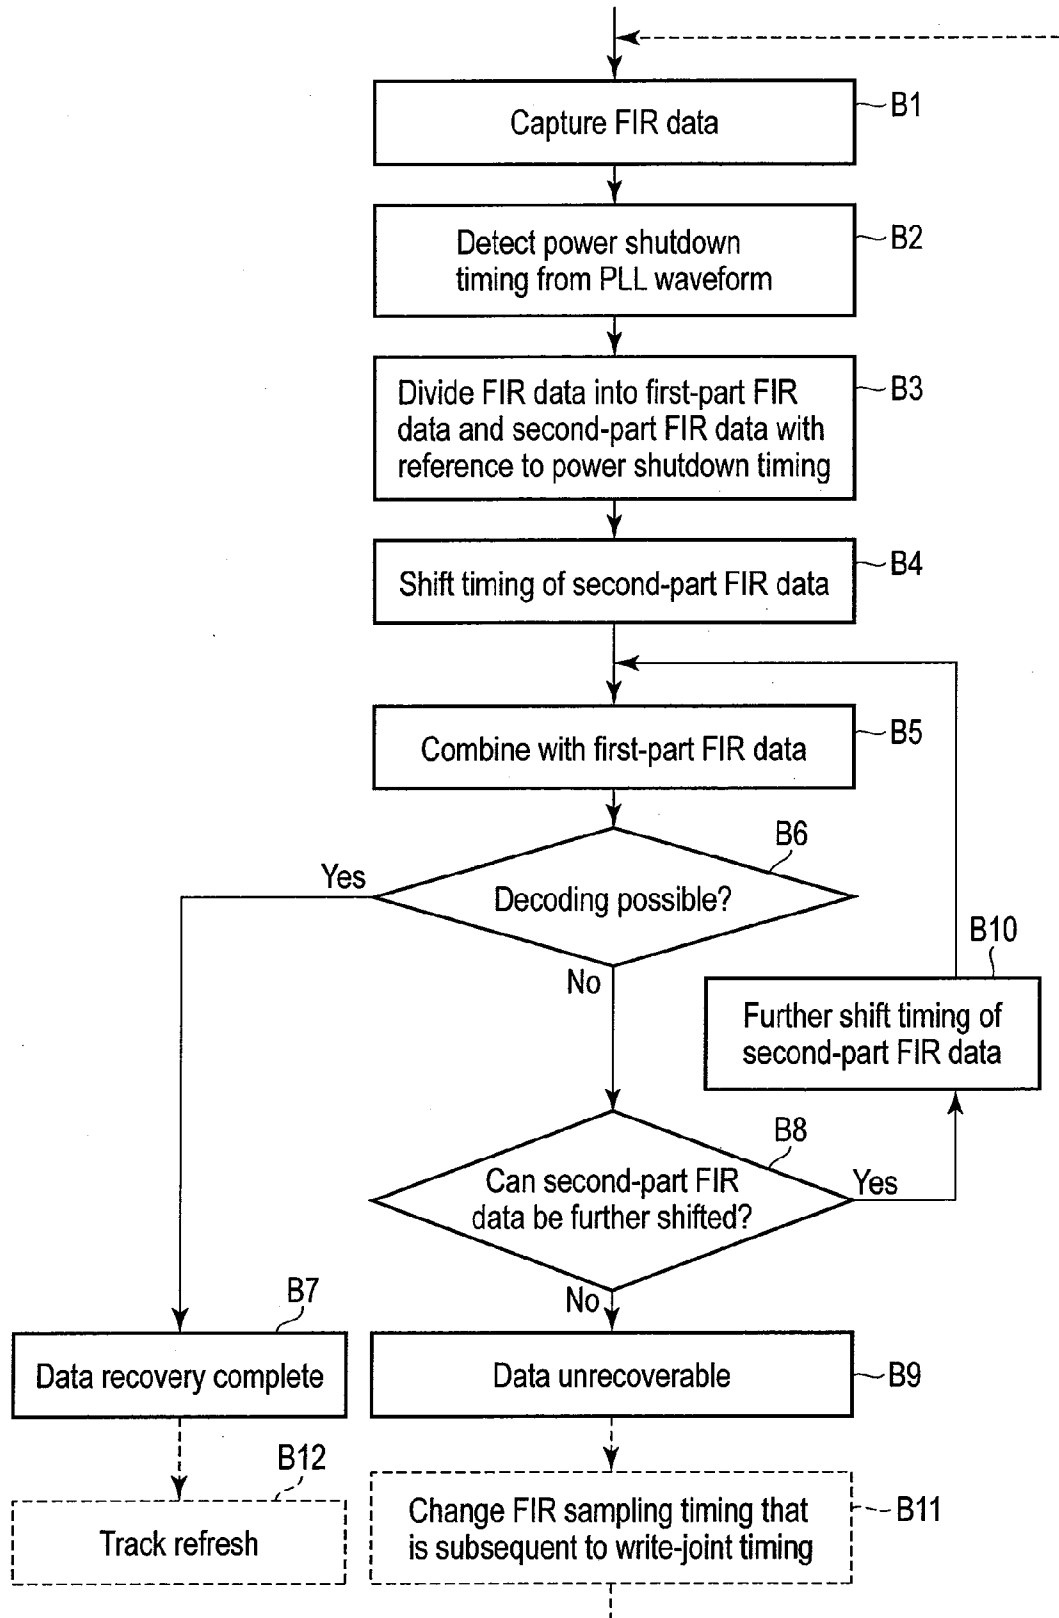 Capture FIR data
B1
Detect power shutdown
timing from PLL waveform
B2
Divide FIR data into first-part FIR
data and second-part FIR data with
reference to power shutdown timing
B3
Shift timing of second-part FIR data
B4
Combine with first-part FIR data
B5
B6
Yes
Decoding possible?
No
B10
Further shift timing of
second-part FIR data
B8
Can second-part FIR
data be further shifted?
Yes
No
B7
Data recovery complete
Data unrecoverable
B9
B12
Track refresh
Change FIR sampling timing that
is subsequent to write-joint timing
B11